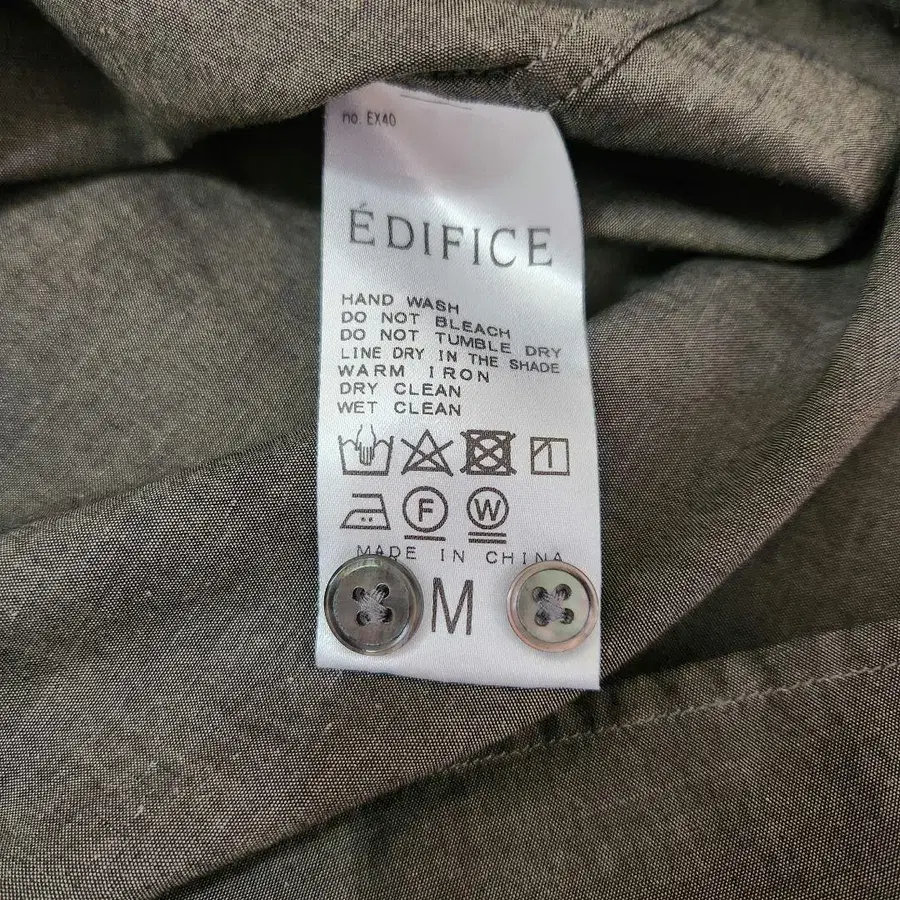 no. EX40
ÉDIFICE
HAND WASH
DO NOT BLEACH
DO NOT TUMBLE DRY
LINE DRY IN THE SHADE
WARM IRON
DRY CLEAN
WET CLEAN
F W
MADE IN CHINA
M